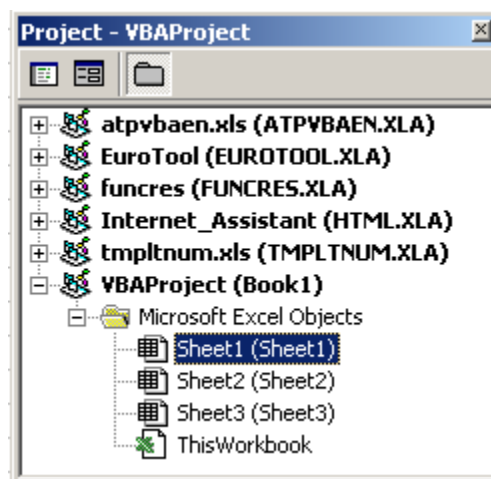 Project - VBAProject
atpvbaen.xls (ATPVBAEN.XLA)
EuroTool (EUROTOOL.XLA)
funcres (FUNCRES.XLA)
Internet_Assistant (HTML.XLA)
tmpltnum.xls (TMPLTNUM.XLA)
VBAProject (Book1)
Microsoft Excel Objects
Sheet1 (Sheet1)
Sheet2 (Sheet2)
Sheet3 (Sheet3)
ThisWorkbook